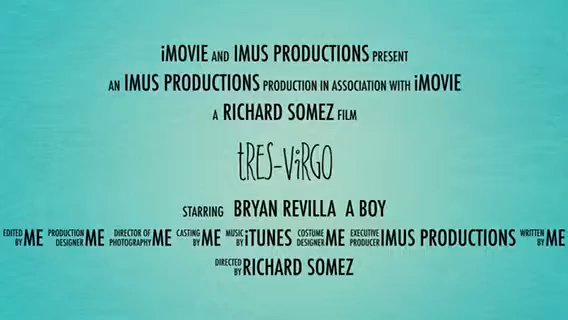 iMOVIE AND IMUS PRODUCTIONS PRESENT
AN IMUS PRODUCTIONS PRODUCTION IN ASSOCIATION WITH iMOVIE
A RICHARD SOMEZ FILM
tRES-ViRGO
STARRING BRYAN REVILLA A BOY
EDITED BY ME PRODUCTION DESIGNER ME DIRECTOR OF PHOTOGRAPHY ME CASTING BY ME MUSIC BY iTUNES COSTUME DESIGNER ME EXECUTIVE PRODUCER IMUS PRODUCTIONS WRITTEN BY ME
DIRECTED BY RICHARD SOMEZ